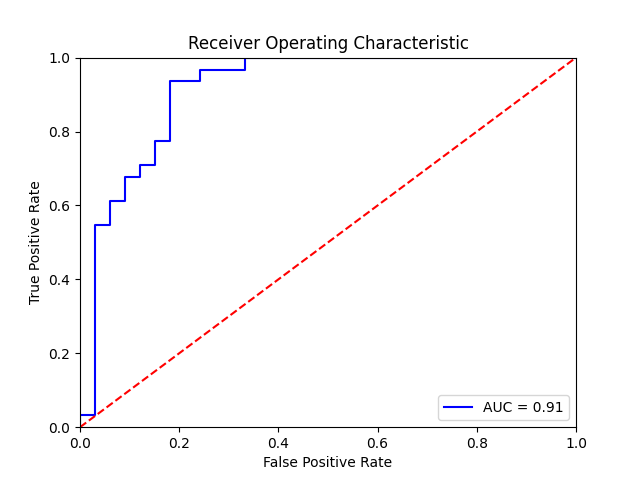 Receiver Operating Characteristic
True Positive Rate
1.0
0.8
0.6
0.4
0.2
0.0
AUC = 0.91
0.0 0.2 0.4 0.6 0.8 1.0
False Positive Rate